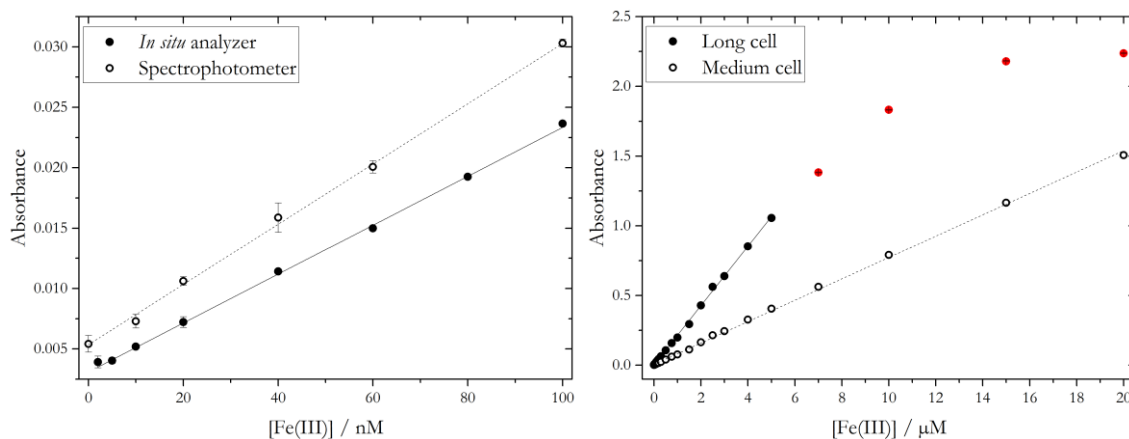 In situ analyzer
Spectrophotometer
0.030
0.025
0.020
0.015
0.010
0.005
Absorbance
0 20 40 60 80 100
[Fe(III)] / nM
Long cell
Medium cell
2.5
2.0
1.5
1.0
0.5
0.0
Absorbance
0 2 4 6 8 10 12 14 16 18 20
[Fe(III)] / μM